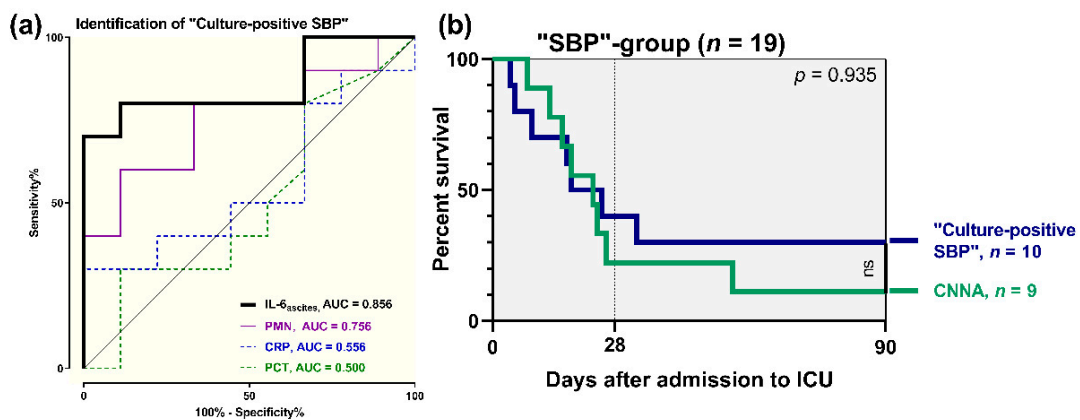 (a)
Identification of "Culture-positive SBP"
100
50
0
Sensitivity%
0
50
100
100% - Specificity%
IL-6ascites, AUC = 0.856
PMN, AUC = 0.756
CRP, AUC = 0.556
PCT, AUC = 0.500
(b)
"SBP"-group (n = 19)
p = 0.935
100
50
0
Percent survival
0
28
90
Days after admission to ICU
ns
"Culture-positive
SBP", n = 10
CNNA, n = 9